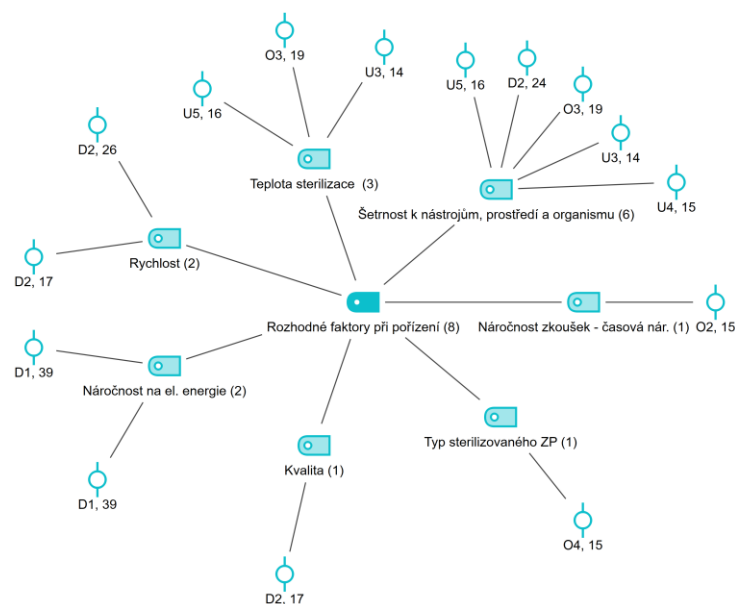 O3, 19
U3, 14
U5, 16
D2, 24
U5, 16
O3, 19
D2, 26
U3, 14
Teplota sterilizace (3)
U4, 15
Šetrnost k nástrojům, prostředí a organismu (6)
Rychlost (2)
D2, 17
Rozhodné faktory při pořízení (8)
Náročnost zkoušek - časová nár. (1)
O2, 15
D1, 39
Náročnost na el. energie (2)
Typ sterilizovaného ZP (1)
Kvalita (1)
D1, 39
O4, 15
D2, 17